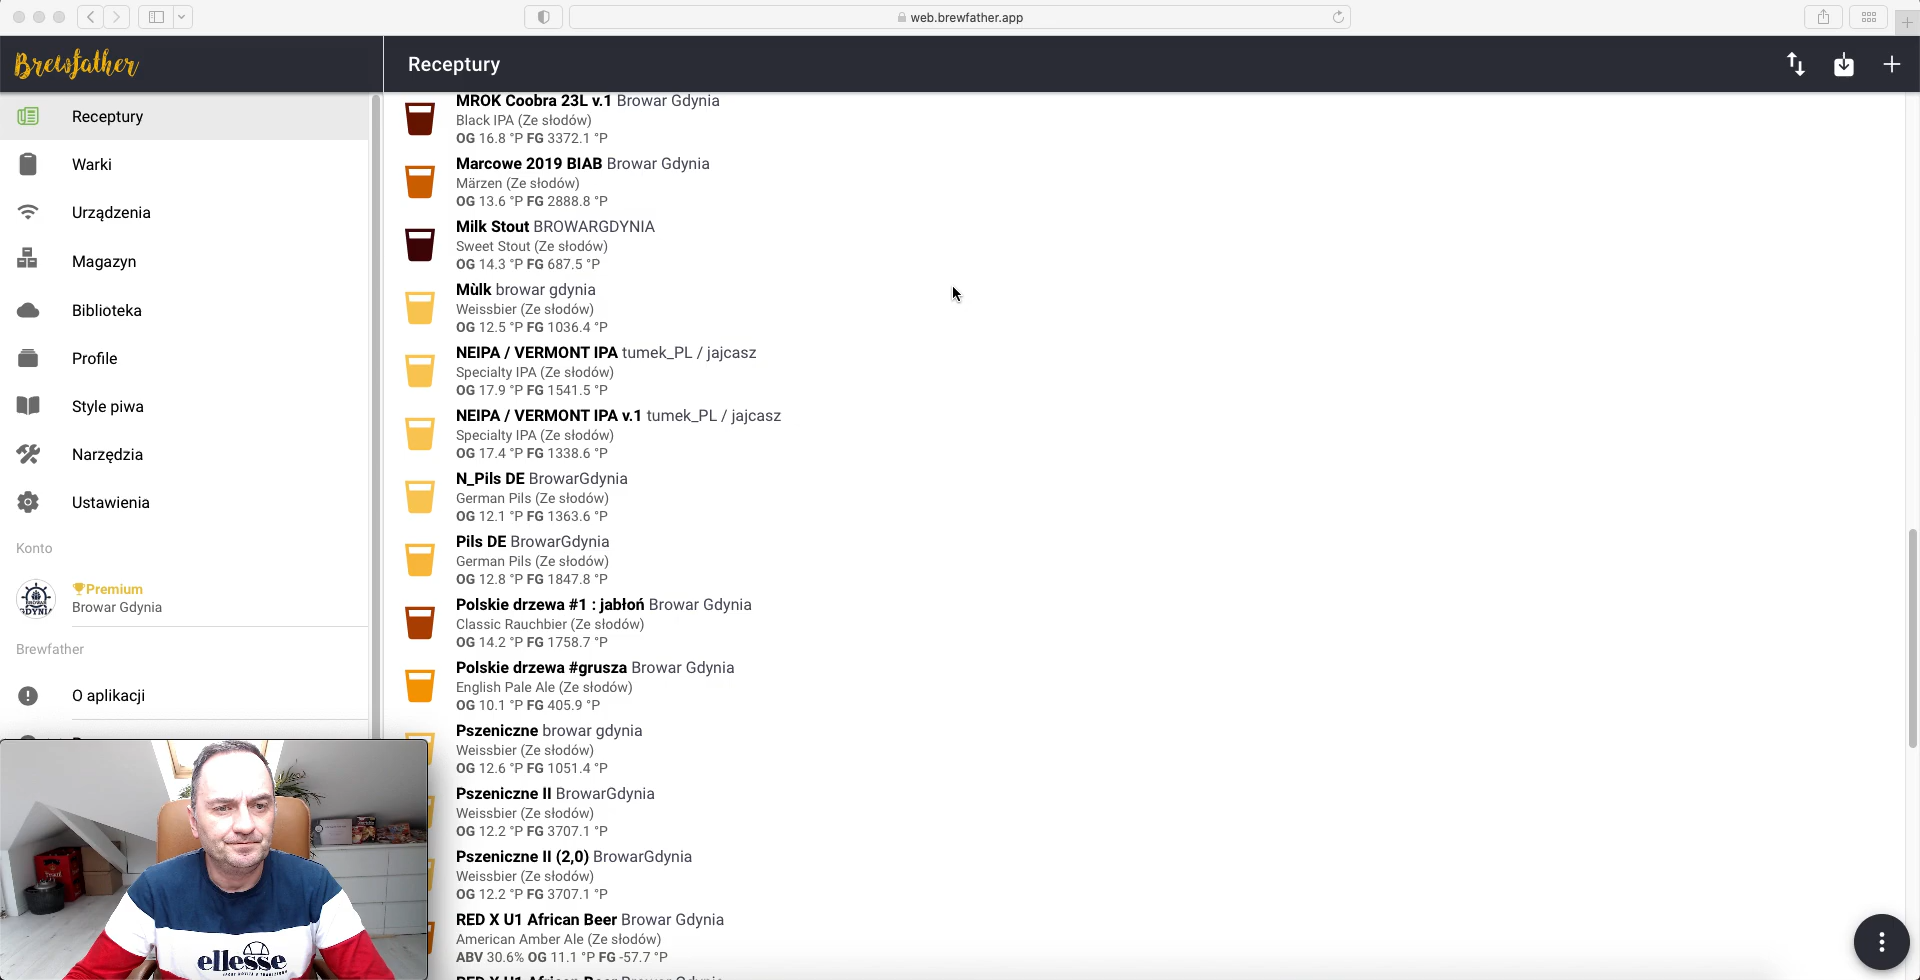 web.brewfather.app
Brewfather
Receptury
Receptury
Warki
Urządzenia
Magazyn
Biblioteka
Profile
Style piwa
Narzędzia
Ustawienia
Konto
Premium
Browar Gdynia
Brewfather
O aplikacji
MROK Coobra 23L v.1 Browar Gdynia
Black IPA (Ze słodów)
OG 16.8 °P FG 3372.1 °P
Marcowe 2019 BIAB Browar Gdynia
Märzen (Ze słodów)
OG 13.6 °P FG 2888.8 °P
Milk Stout BROWARGDYNIA
Sweet Stout (Ze słodów)
OG 14.3 °P FG 687.5 °P
Mùlk browar gdynia
Weissbier (Ze słodów)
OG 12.5 °P FG 1036.4 °P
NEIPA / VERMONT IPA tumek_PL / jajcasz
Specialty IPA (Ze słodów)
OG 17.9 °P FG 1541.5 °P
NEIPA / VERMONT IPA v.1 tumek_PL / jajcasz
Specialty IPA (Ze słodów)
OG 17.4 °P FG 1338.6 °P
N_Pils DE BrowarGdynia
German Pils (Ze słodów)
OG 12.1 °P FG 1363.6 °P
Pils DE BrowarGdynia
German Pils (Ze słodów)
OG 12.8 °P FG 1847.8 °P
Polskie drzewa #1 : jabłoń Browar Gdynia
Classic Rauchbier (Ze słodów)
OG 14.2 °P FG 1758.7 °P
Polskie drzewa #grusza Browar Gdynia
English Pale Ale (Ze słodów)
OG 10.1 °P FG 405.9 °P
Pszeniczne browar gdynia
Weissbier (Ze słodów)
OG 12.6 °P FG 1051.4 °P
Pszeniczne II BrowarGdynia
Weissbier (Ze słodów)
OG 12.2 °P FG 3707.1 °P
Pszeniczne II (2,0) BrowarGdynia
Weissbier (Ze słodów)
OG 12.2 °P FG 3707.1 °P
RED X U1 African Beer Browar Gdynia
American Amber Ale (Ze słodów)
ABV 30.6% OG 11.1 °P FG -57.7 °P
RED X U1 African Beer Browar Gdynia
ellesse